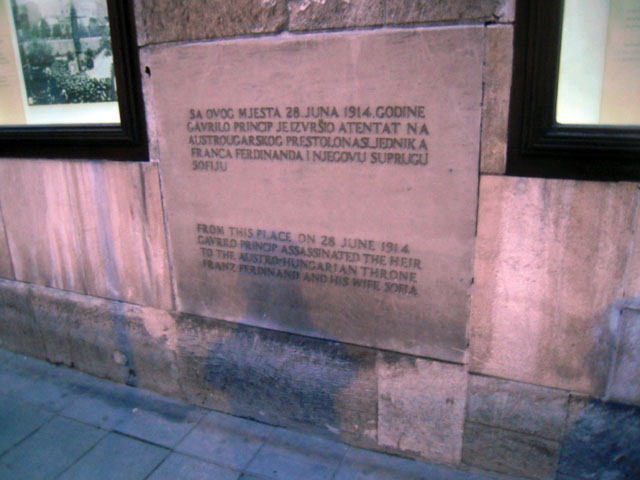 SA OVOG MJESTA 28. JUNA 1914. GODINE
GAVRILO PRINCIP JE IZVRŠIO ATENTAT NA
AUSTROUGARSKOG PRESTOLONASLJEDNIKA
FRANCA FERDINANDA I NJEGOVU SUPRUGU
SOFIJU
FROM THIS PLACE ON 28 JUNE 1914
GAVRILO PRINCIP ASSASSINATED THE HEIR
TO THE AUSTRO-HUNGARIAN THRONE
FRANZ FERDINAND AND HIS WIFE SOFIA